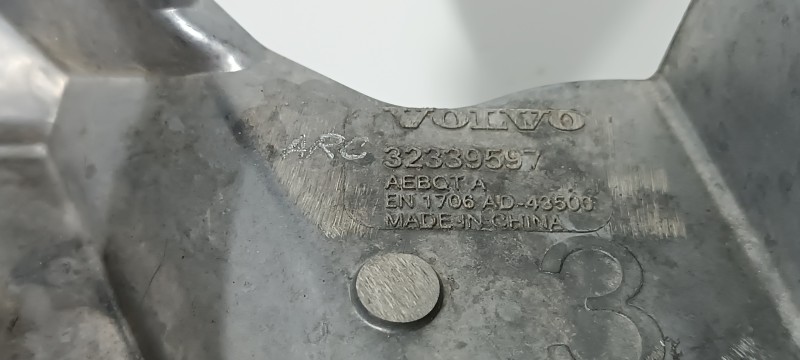 VOLVO
ARC 32339597
AEBQT A
EN 1706 AD-43500
MADE IN CHINA
3